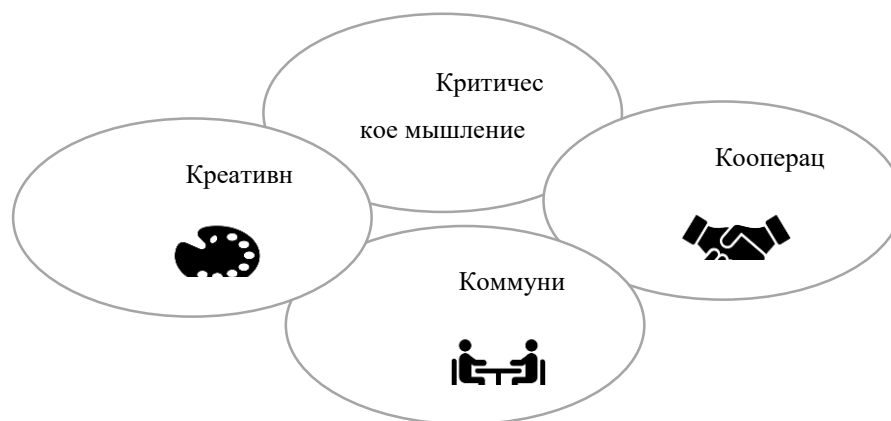 Критичес
кое мышление
Креативн
Кооперац
Коммуни